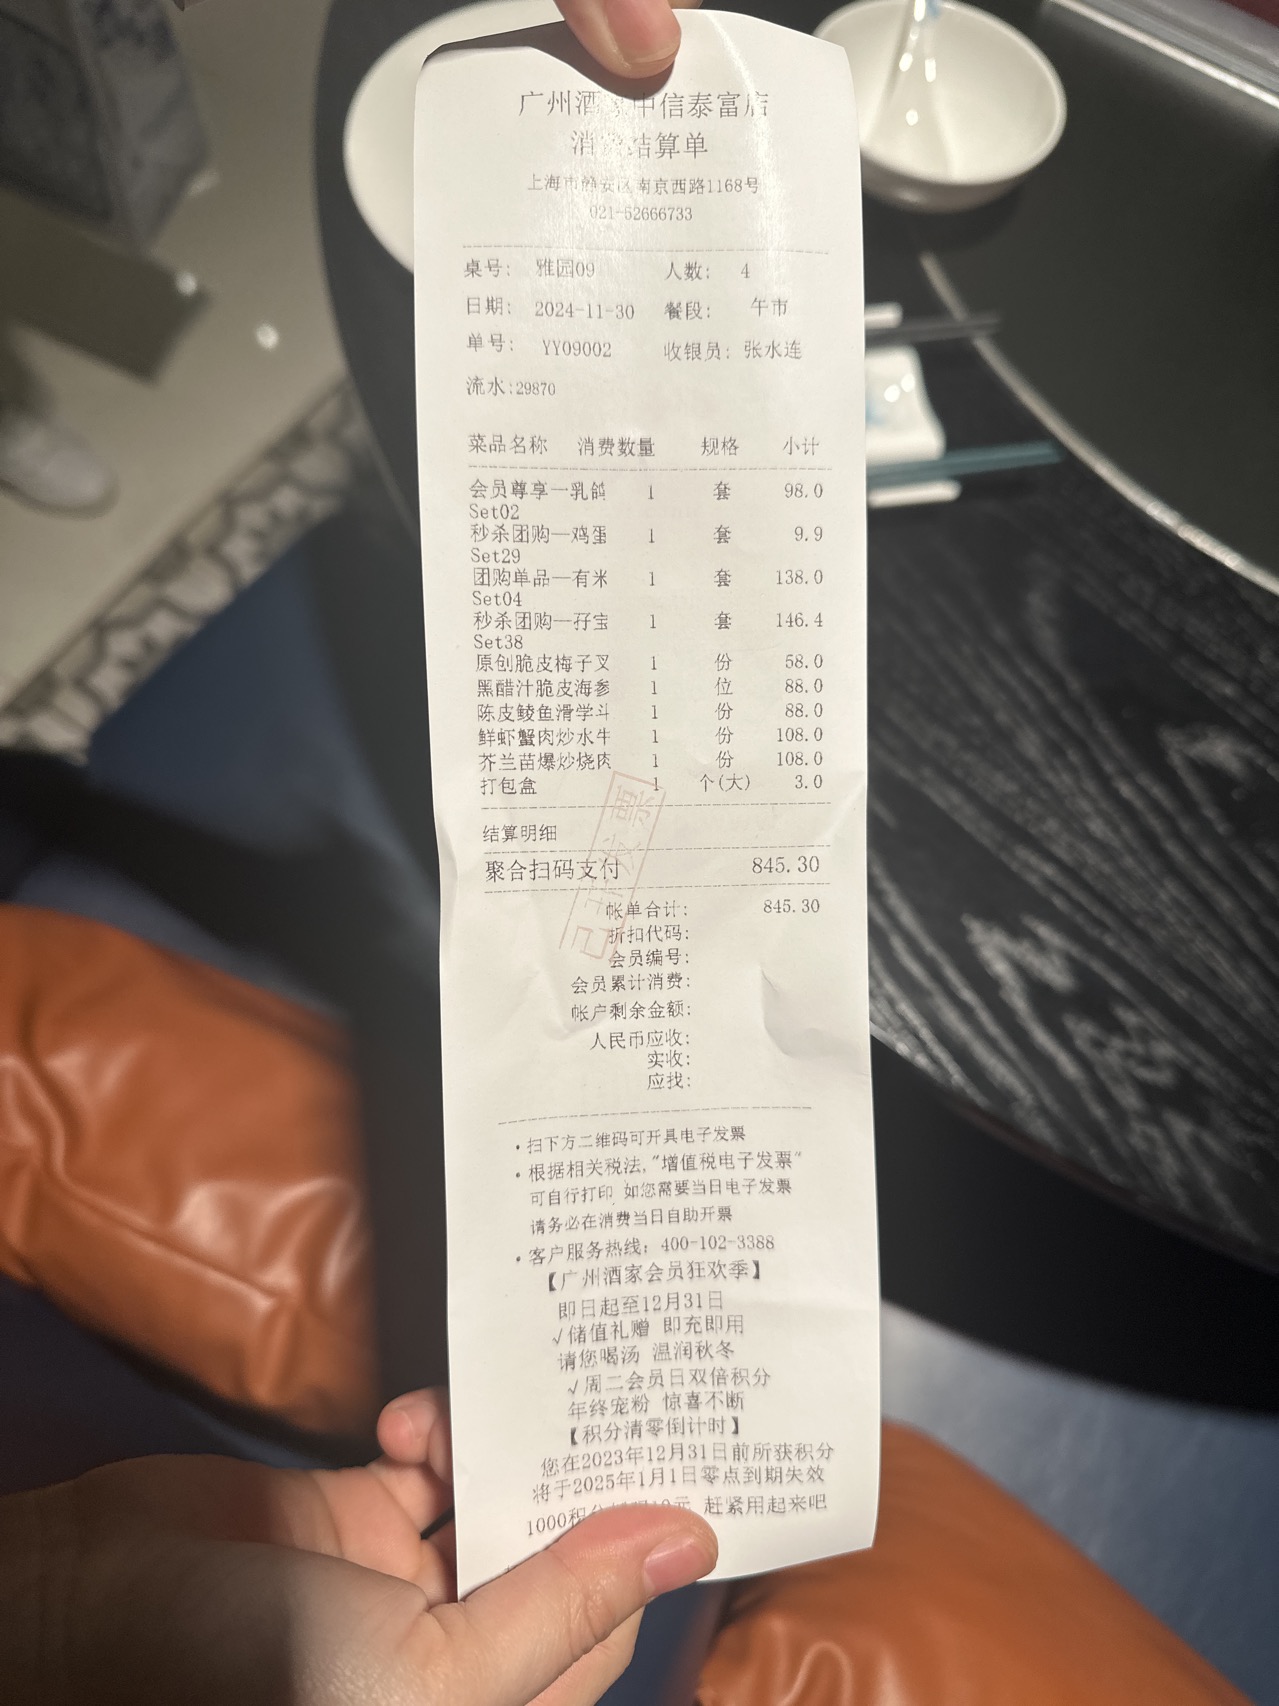 广州酒家中信泰富店
消费结算单
上海市静安区南京西路1168号
021-52666733
桌号: 雅园09 人数: 4
日期: 2024-11-30 餐段: 午市
单号: YY09002 收银员: 张水连
流水:29870
菜品名称 消费数量 规格 小计
会员尊享—乳鸽 1 套 98.0
Set02
秒杀团购—鸡蛋 1 套 9.9
Set29
团购单品—有米 1 套 138.0
Set04
秒杀团购—孖宝 1 套 146.4
Set38
原创脆皮梅子叉 1 份 58.0
黑醋汁脆皮海参 1 位 88.0
陈皮鲮鱼滑学斗 1 份 88.0
鲜虾蟹肉炒水牛 1 份 108.0
芥兰苗爆炒烧肉 1 份 108.0
打包盒 1 个(大) 3.0
结算明细
聚合扫码支付 845.30
已开发票
帐单合计: 845.30
折扣代码:
会员编号:
会员累计消费:
帐户剩余金额:
人民币应收:
实收:
应找:
·扫下方二维码可开具电子发票
·根据相关税法,"增值税电子发票"
可自行打印 如您需要当日电子发票
请务必在消费当日自助开票
·客户服务热线: 400-102-3388
【广州酒家会员狂欢季】
即日起至12月31日
√储值礼赠 即充即用
请您喝汤 温润秋冬
√周二会员日双倍积分
年终宠粉 惊喜不断
【积分清零倒计时】
您在2023年12月31日前所获积分
将于2025年1月1日零点到期失效
1000积分 10元 赶紧用起来吧